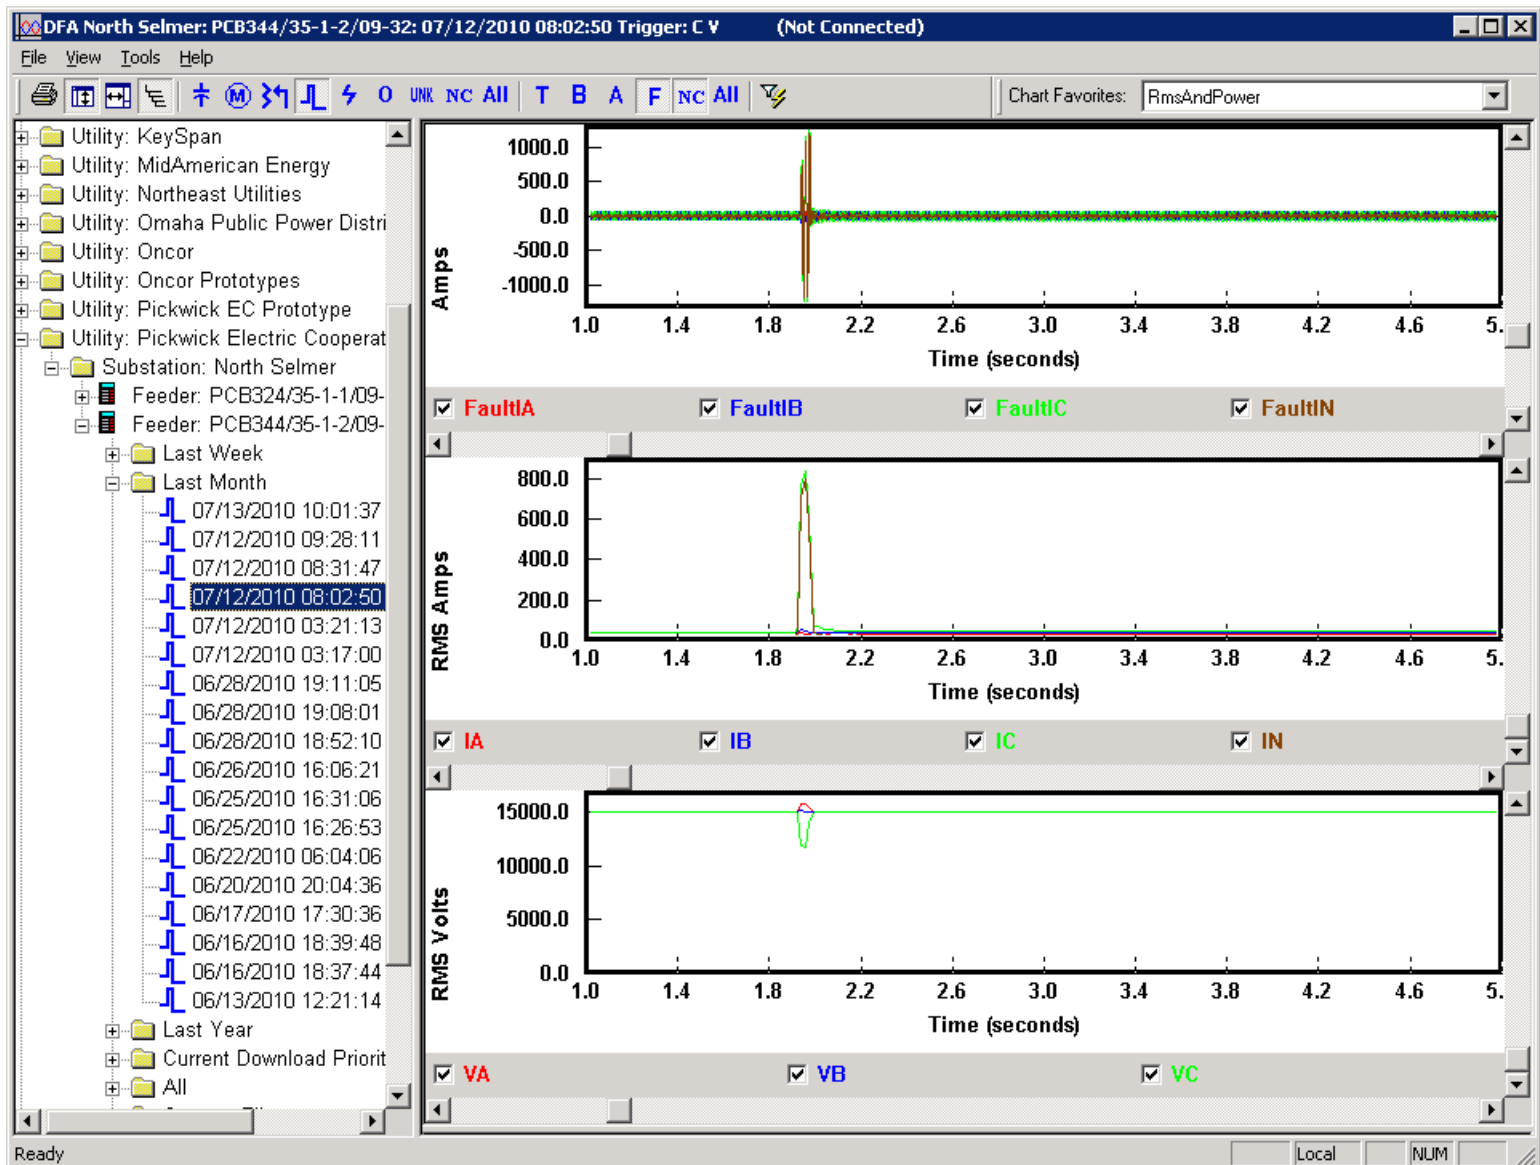 DFA North Selmer: PCB344/35-1-2/09-32: 07/12/2010 08:02:50 Trigger: C V (Not Connected)
File View Tools Help
M O UNK NC All T B A F NC All Chart Favorites: RmsAndPower
Utility: KeySpan
Utility: MidAmerican Energy
Utility: Northeast Utilities
Utility: Omaha Public Power Distri
Utility: Oncor
Utility: Oncor Prototypes
Utility: Pickwick EC Prototype
Utility: Pickwick Electric Cooperat
Substation: North Selmer
Feeder: PCB324/35-1-1/09-
Feeder: PCB344/35-1-2/09-
Last Week
Last Month
07/13/2010 10:01:37
07/12/2010 09:28:11
07/12/2010 08:31:47
07/12/2010 08:02:50
07/12/2010 03:21:13
07/12/2010 03:17:00
06/28/2010 19:11:05
06/28/2010 19:08:01
06/28/2010 18:52:10
06/26/2010 16:06:21
06/25/2010 16:31:06
06/25/2010 16:26:53
06/22/2010 06:04:06
06/20/2010 20:04:36
06/17/2010 17:30:36
06/16/2010 18:39:48
06/16/2010 18:37:44
06/13/2010 12:21:14
Last Year
Current Download Priorit
All
Amps
1000.0
500.0
0.0
-500.0
-1000.0
1.0 1.4 1.8 2.2 2.6 3.0 3.4 3.8 4.2 4.6 5.
Time (seconds)
FaultIA FaultIB FaultIC FaultIN
RMS Amps
800.0
600.0
400.0
200.0
0.0
1.0 1.4 1.8 2.2 2.6 3.0 3.4 3.8 4.2 4.6 5.
Time (seconds)
IA IB IC IN
RMS Volts
15000.0
10000.0
5000.0
0.0
1.0 1.4 1.8 2.2 2.6 3.0 3.4 3.8 4.2 4.6 5.
Time (seconds)
VA VB VC
Ready Local NUM